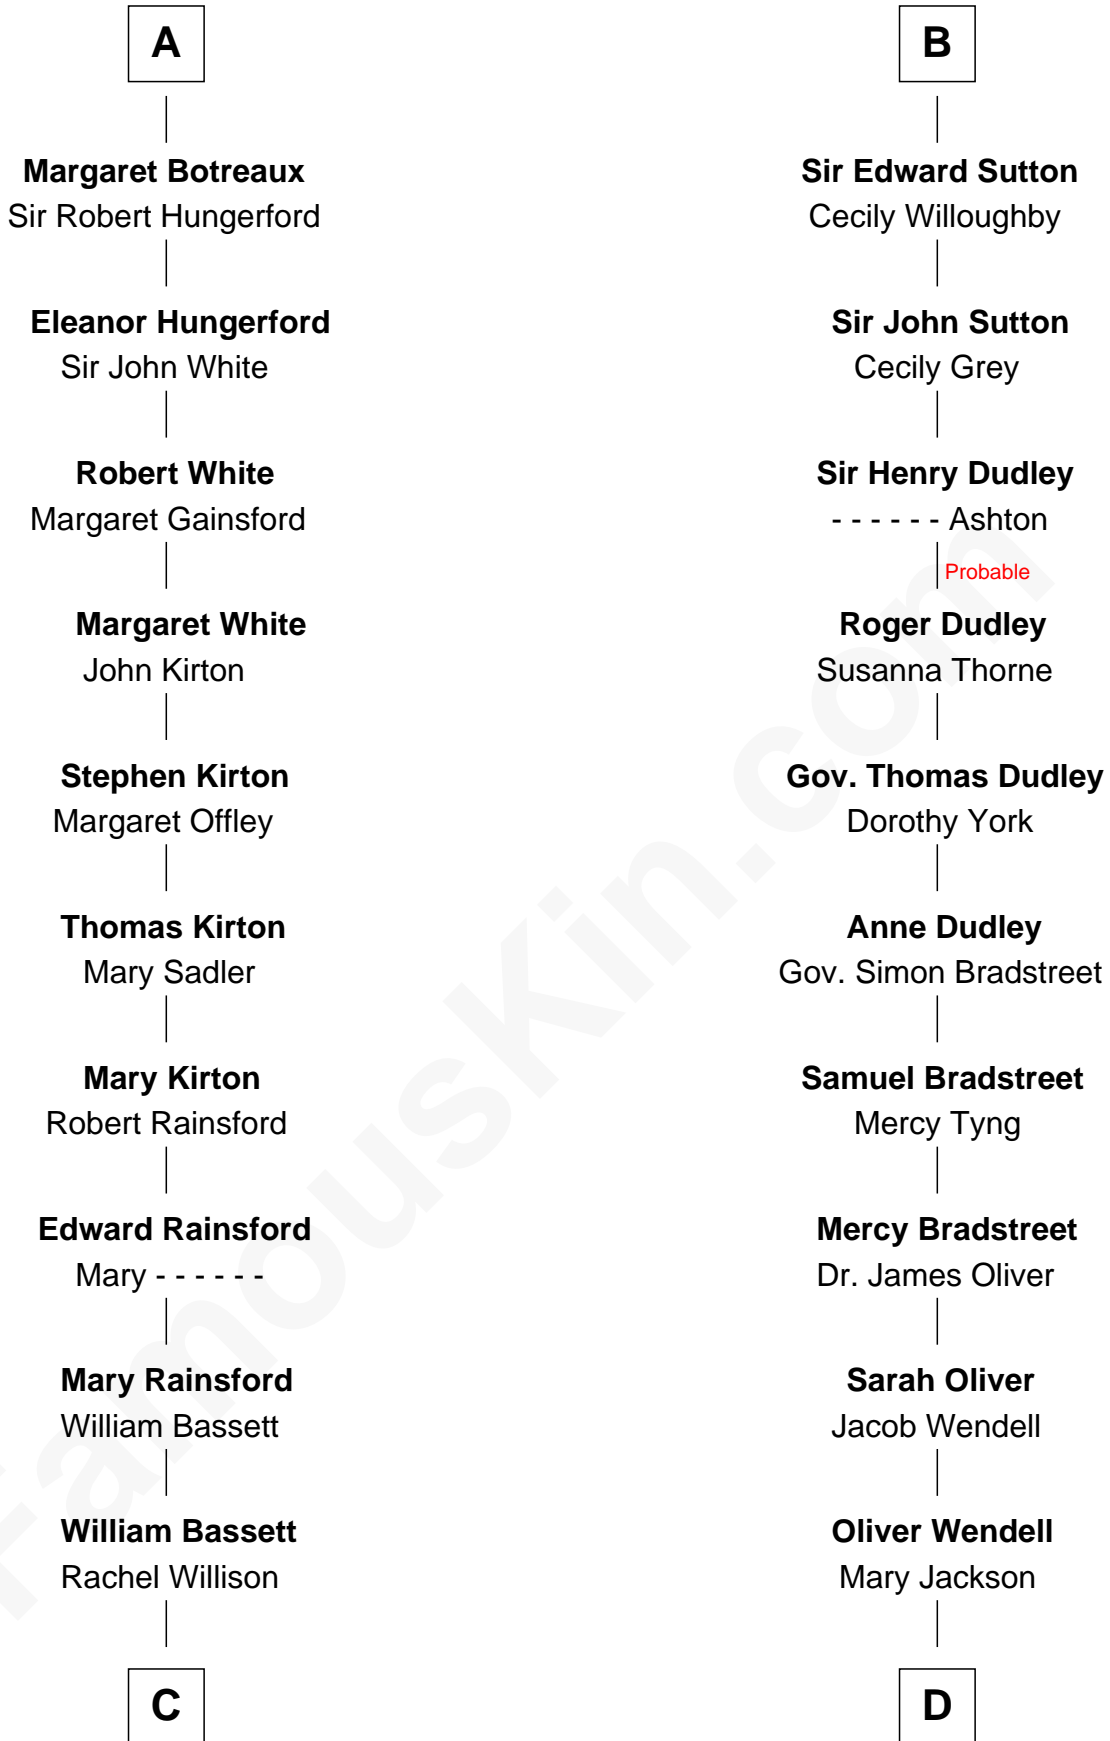 A
Margaret Botreaux
Sir Robert Hungerford
Eleanor Hungerford
Sir John White
Robert White
Margaret Gainsford
Margaret White
John Kirton
Stephen Kirton
Margaret Offley
Thomas Kirton
Mary Sadler
Mary Kirton
Robert Rainsford
Edward Rainsford
Mary - - - - - -
Mary Rainsford
William Bassett
William Bassett
Rachel Willison
C
B
Sir Edward Sutton
Cecily Willoughby
Sir John Sutton
Cecily Grey
Sir Henry Dudley
- - - - - - Ashton
Probable
Roger Dudley
Susanna Thorne
Gov. Thomas Dudley
Dorothy York
Anne Dudley
Gov. Simon Bradstreet
Samuel Bradstreet
Mercy Tyng
Mercy Bradstreet
Dr. James Oliver
Sarah Oliver
Jacob Wendell
Oliver Wendell
Mary Jackson
D
FamousKin.com